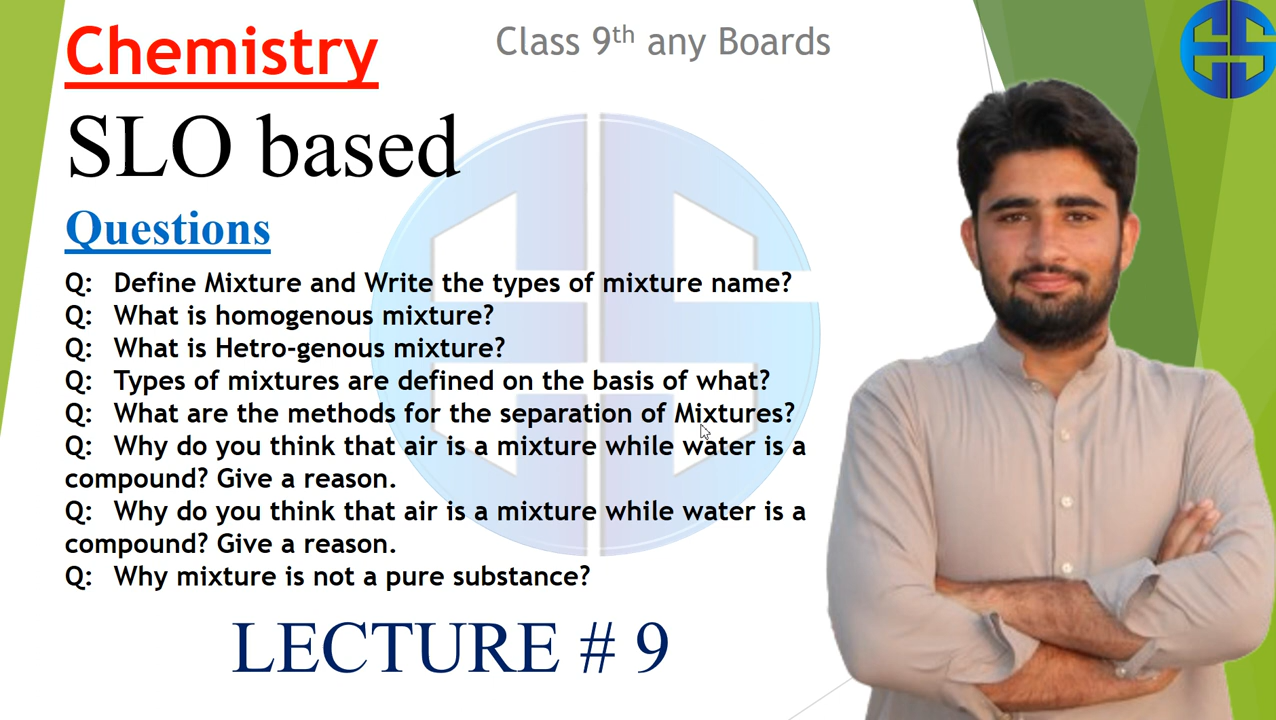 Chemistry
Class 9th any Boards
SLO based
Questions
Q: Define Mixture and Write the types of mixture name?
Q: What is homogenous mixture?
Q: What is Hetro-genous mixture?
Q: Types of mixtures are defined on the basis of what?
Q: What are the methods for the separation of Mixtures?
Q: Why do you think that air is a mixture while water is a
compound? Give a reason.
Q: Why do you think that air is a mixture while water is a
compound? Give a reason.
Q: Why mixture is not a pure substance?
LECTURE # 9